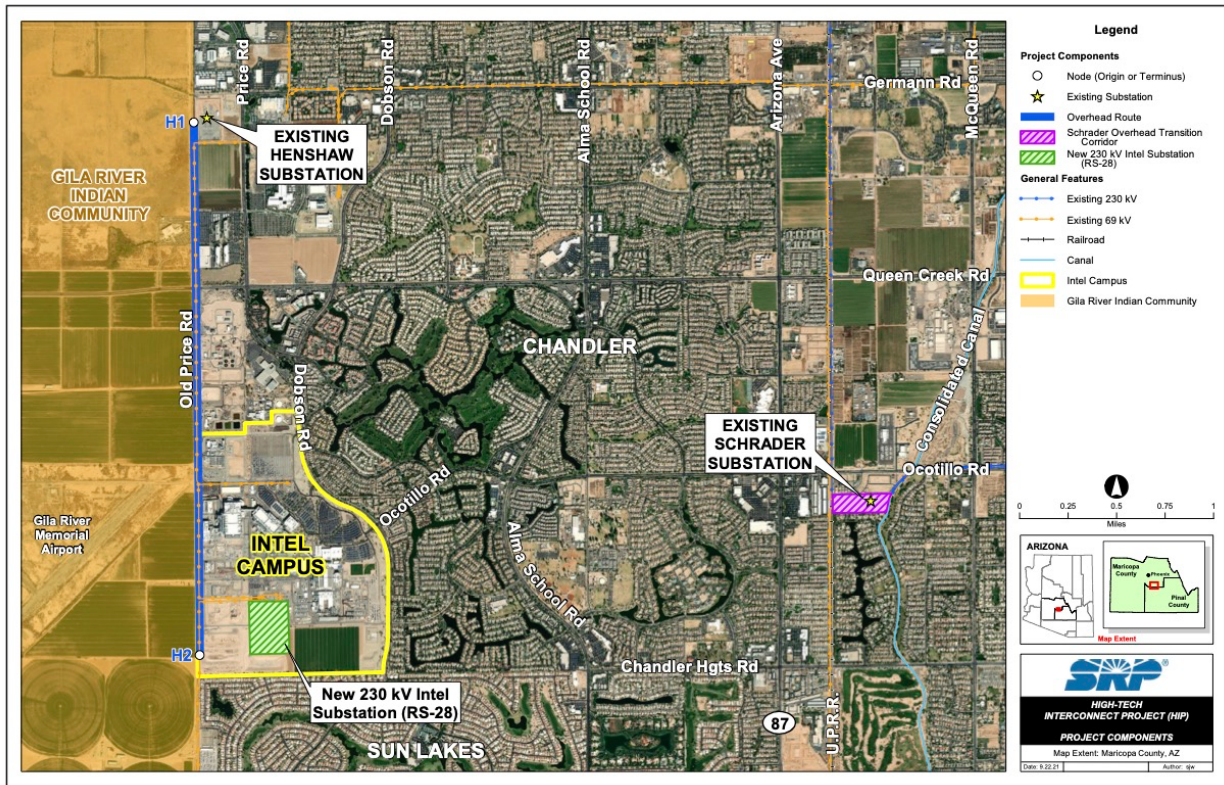 Price Rd
Dobson Rd
Alma School Rd
Arizona Ave
McQueen Rd
Germann Rd
H1
EXISTING
HENSHAW
SUBSTATION
GILA RIVER
INDIAN
COMMUNITY
Queen Creek Rd
Old Price Rd
CHANDLER
Consolidated Canal
Dobson Rd
EXISTING
SCHRADER
SUBSTATION
Ocotillo Rd
Ocotillo Rd
Gila River
Memorial
Airport
INTEL
CAMPUS
Alma School Rd
H2
Chandler Hgts Rd
New 230 kV Intel
Substation (RS-28)
SUN LAKES
87
U.P.R.R.
Legend
Project Components
Node (Origin or Terminus)
Existing Substation
Overhead Route
Schrader Overhead Transition
Corridor
New 230 kV Intel Substation
(RS-28)
General Features
Existing 230 kV
Existing 69 kV
Railroad
Canal
Intel Campus
Gila River Indian Community
0 0.25 0.5 0.75 1
Miles
ARIZONA
Maricopa
County
Phoenix
Pinal
County
Map Extent
SRP®
HIGH-TECH
INTERCONNECT PROJECT (HIP)
PROJECT COMPONENTS
Map Extent: Maricopa County, AZ
Date: 9.22.21 Author: sjw